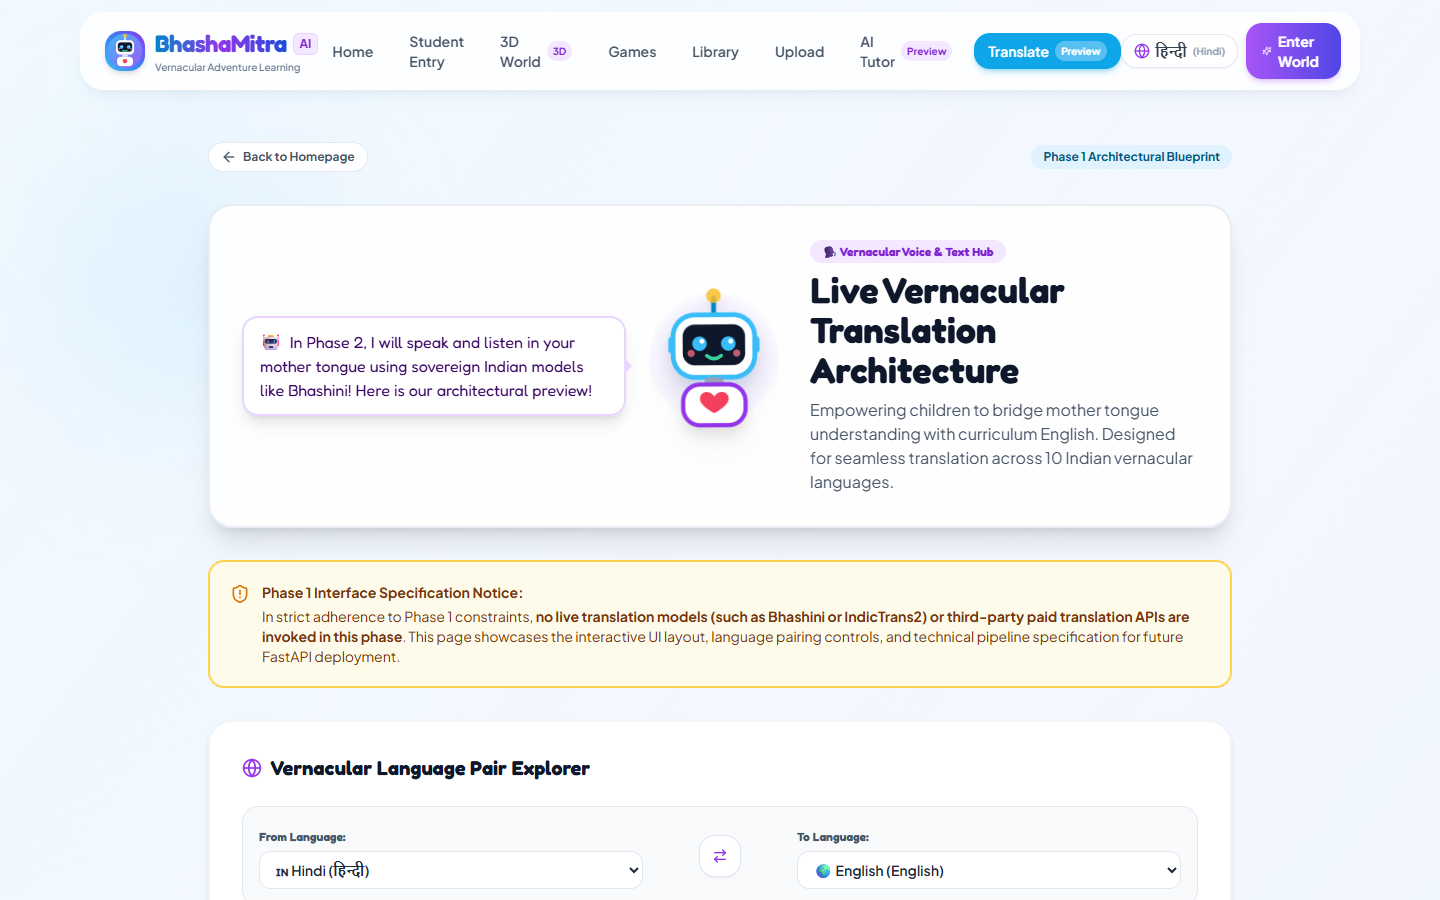 BhashaMitra AI
Vernacular Adventure Learning
Home
Student Entry
3D World 3D
Games
Library
Upload
AI Tutor Preview
Translate Preview
हिन्दी (Hindi)
Enter World
Back to Homepage
Phase 1 Architectural Blueprint
In Phase 2, I will speak and listen in your
mother tongue using sovereign Indian models
like Bhashini! Here is our architectural preview!
Vernacular Voice & Text Hub
Live Vernacular
Translation
Architecture
Empowering children to bridge mother tongue
understanding with curriculum English. Designed
for seamless translation across 10 Indian vernacular
languages.
Phase 1 Interface Specification Notice:
In strict adherence to Phase 1 constraints, no live translation models (such as Bhashini or IndicTrans2) or third-party paid translation APIs are
invoked in this phase. This page showcases the interactive UI layout, language pairing controls, and technical pipeline specification for future
FastAPI deployment.
Vernacular Language Pair Explorer
From Language:
IN Hindi (हिन्दी)
To Language:
English (English)